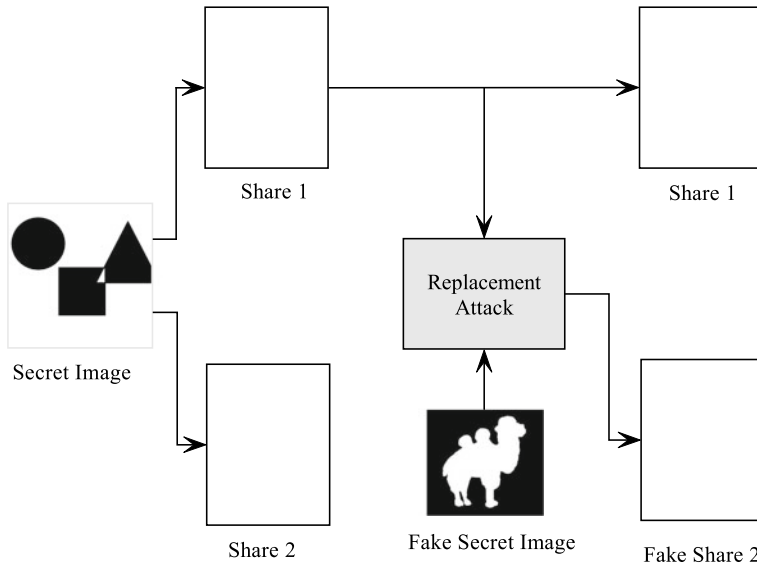 Share 1
Share 1
Replacement
Attack
Secret Image
Share 2
Fake Secret Image
Fake Share 2